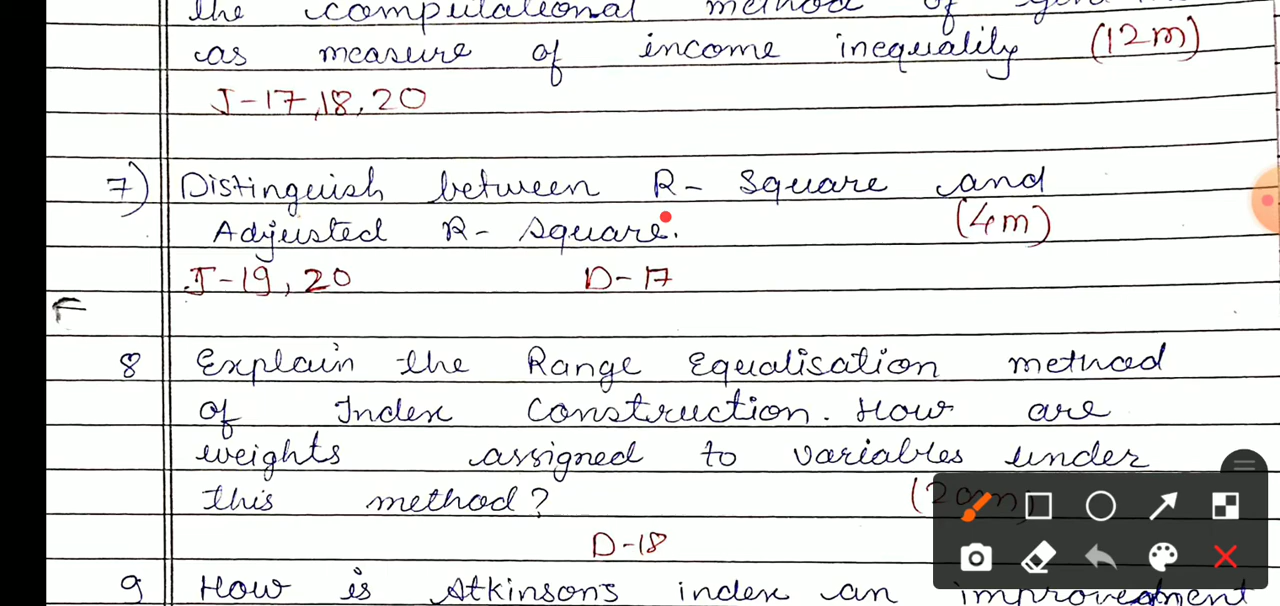 the computational method of
as measure of income inequality (12m)
J-17,18,20
7) Distinguish between R- Square and
Adjusted R- Square. (4m)
J-19, 20 D-17
F
8 Explain the Range Equalisation method
of Index Construction. How are
weights assigned to variables under
this method?
D-18
9 How is Atkinson's index an improvement